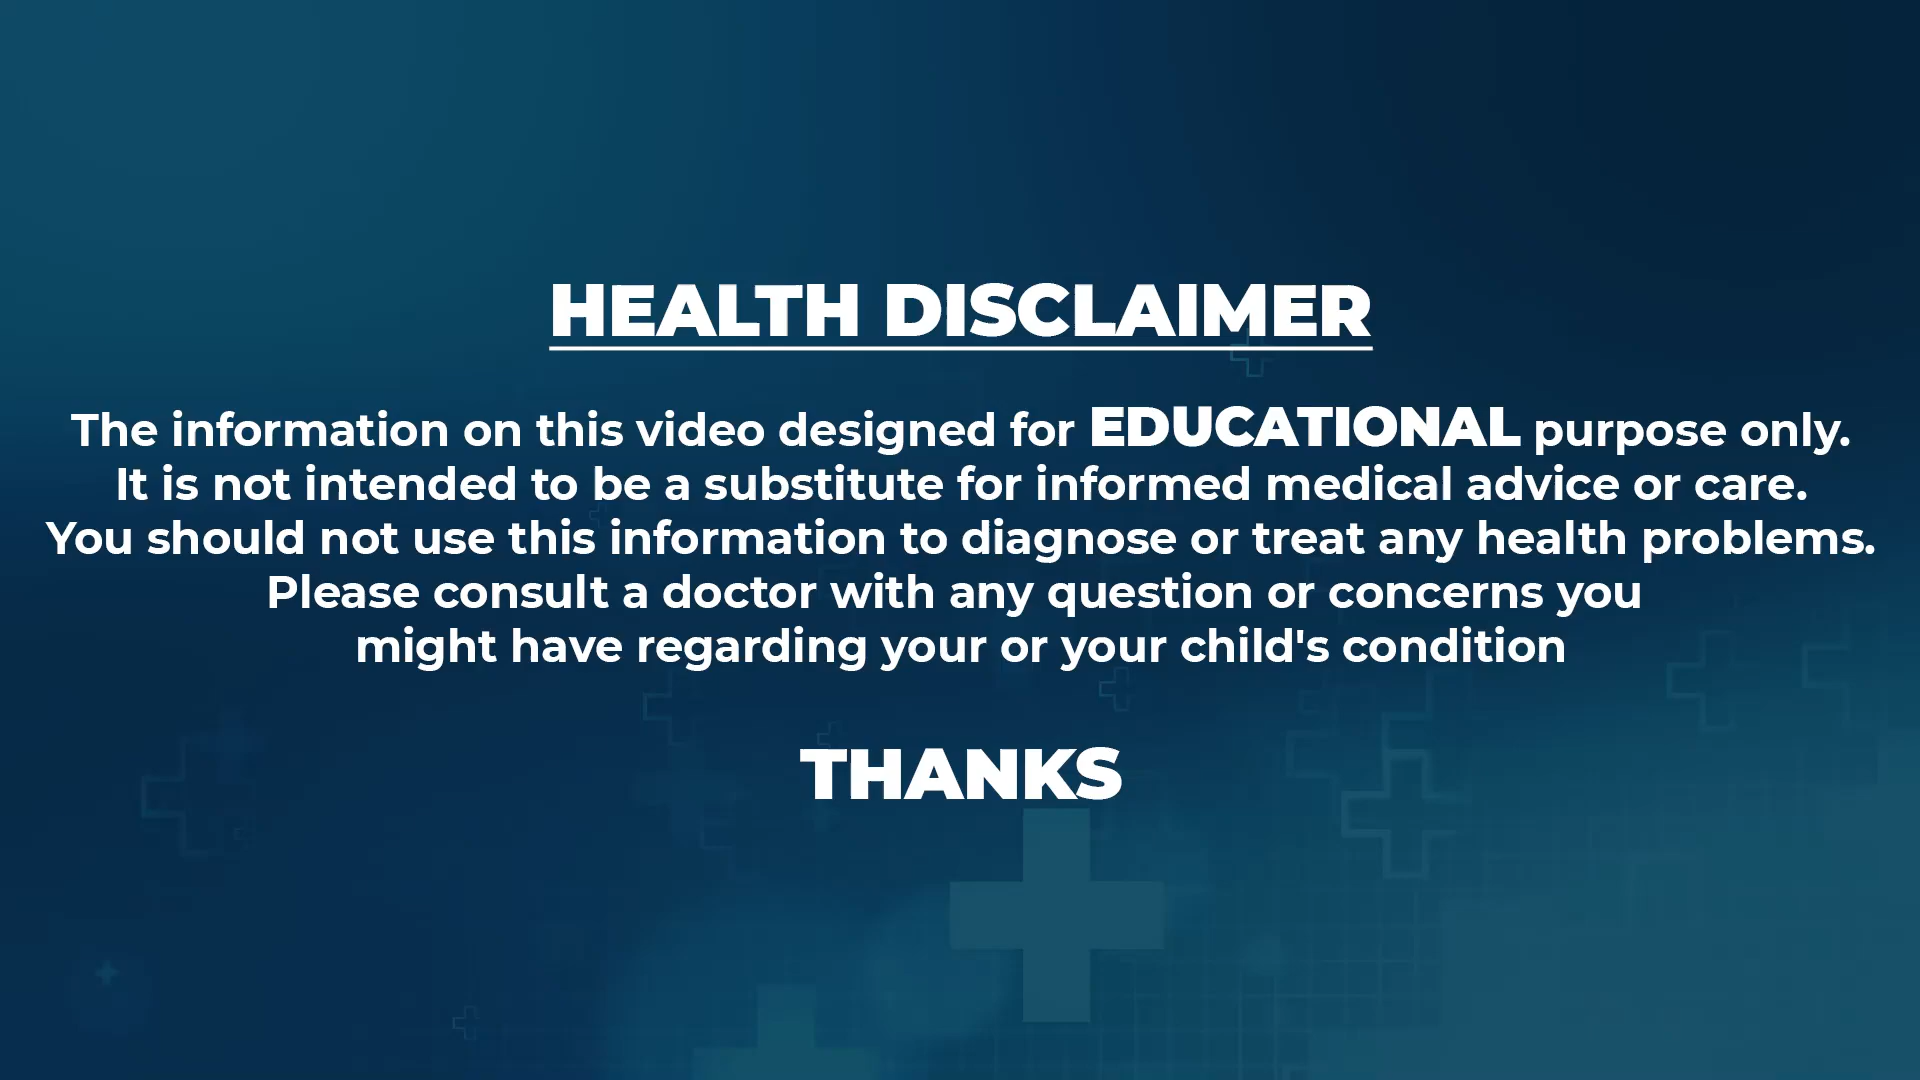 HEALTH DISCLAIMER
The information on this video designed for EDUCATIONAL purpose only.
It is not intended to be a substitute for informed medical advice or care.
You should not use this information to diagnose or treat any health problems.
Please consult a doctor with any question or concerns you
might have regarding your or your child's condition
THANKS